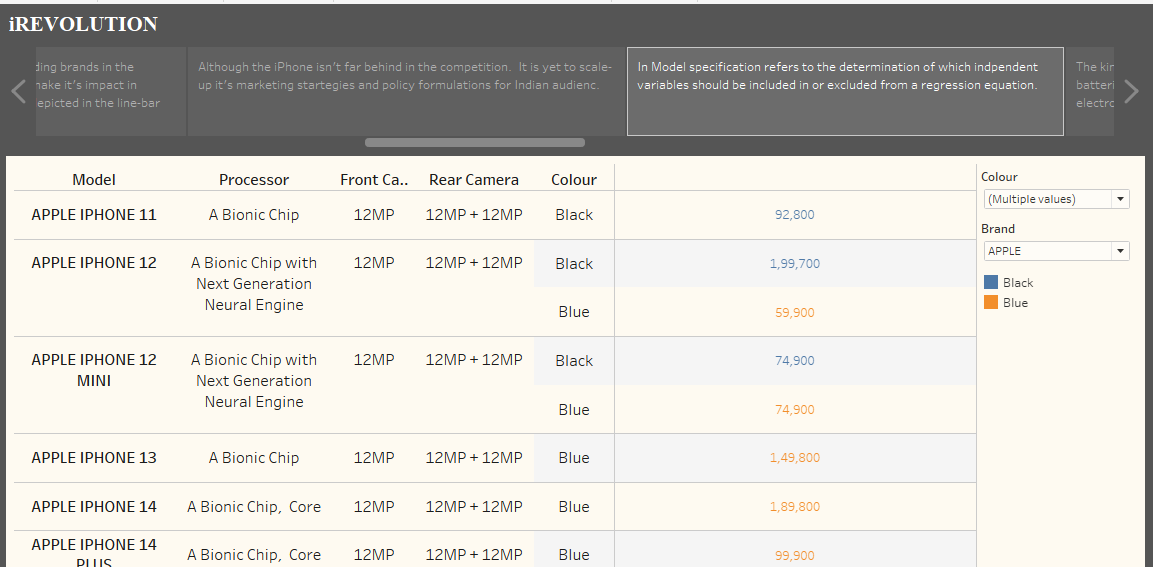 iREVOLUTION
ding brands in the
make it's impact in
epicted in the line-bar
Although the iPhone isn't far behind in the competition. It is yet to scale-
up it's marketing startegies and policy formulations for Indian audienc.
In Model specification refers to the determination of which indpendent
variables should be included in or excluded from a regression equation.
The kin
batteri
electro
Model Processor Front Ca.. Rear Camera Colour
APPLE IPHONE 11 A Bionic Chip 12MP 12MP + 12MP Black 92,800
APPLE IPHONE 12 A Bionic Chip with 12MP 12MP + 12MP Black 1,99,700
Next Generation
Neural Engine
Blue 59,900
APPLE IPHONE 12 A Bionic Chip with 12MP 12MP + 12MP Black 74,900
MINI Next Generation
Neural Engine
Blue 74,900
APPLE IPHONE 13 A Bionic Chip 12MP 12MP + 12MP Blue 1,49,800
APPLE IPHONE 14 A Bionic Chip, Core 12MP 12MP + 12MP Blue 1,89,800
APPLE IPHONE 14
PLUS A Bionic Chip, Core 12MP 12MP + 12MP Blue 99,900
Colour
(Multiple values)
Brand
APPLE
Black
Blue